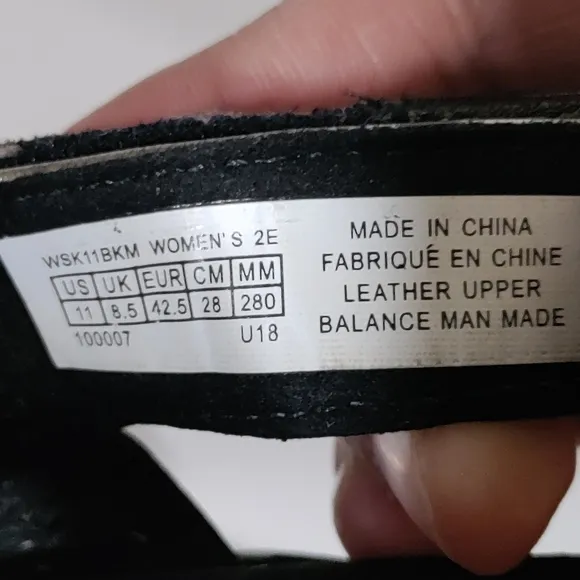 WSK11BKM WOMEN'S 2E
US UK EUR CM MM
11 8.5 42.5 28 280
100007 U18
MADE IN CHINA
FABRIQUÉ EN CHINE
LEATHER UPPER
BALANCE MAN MADE